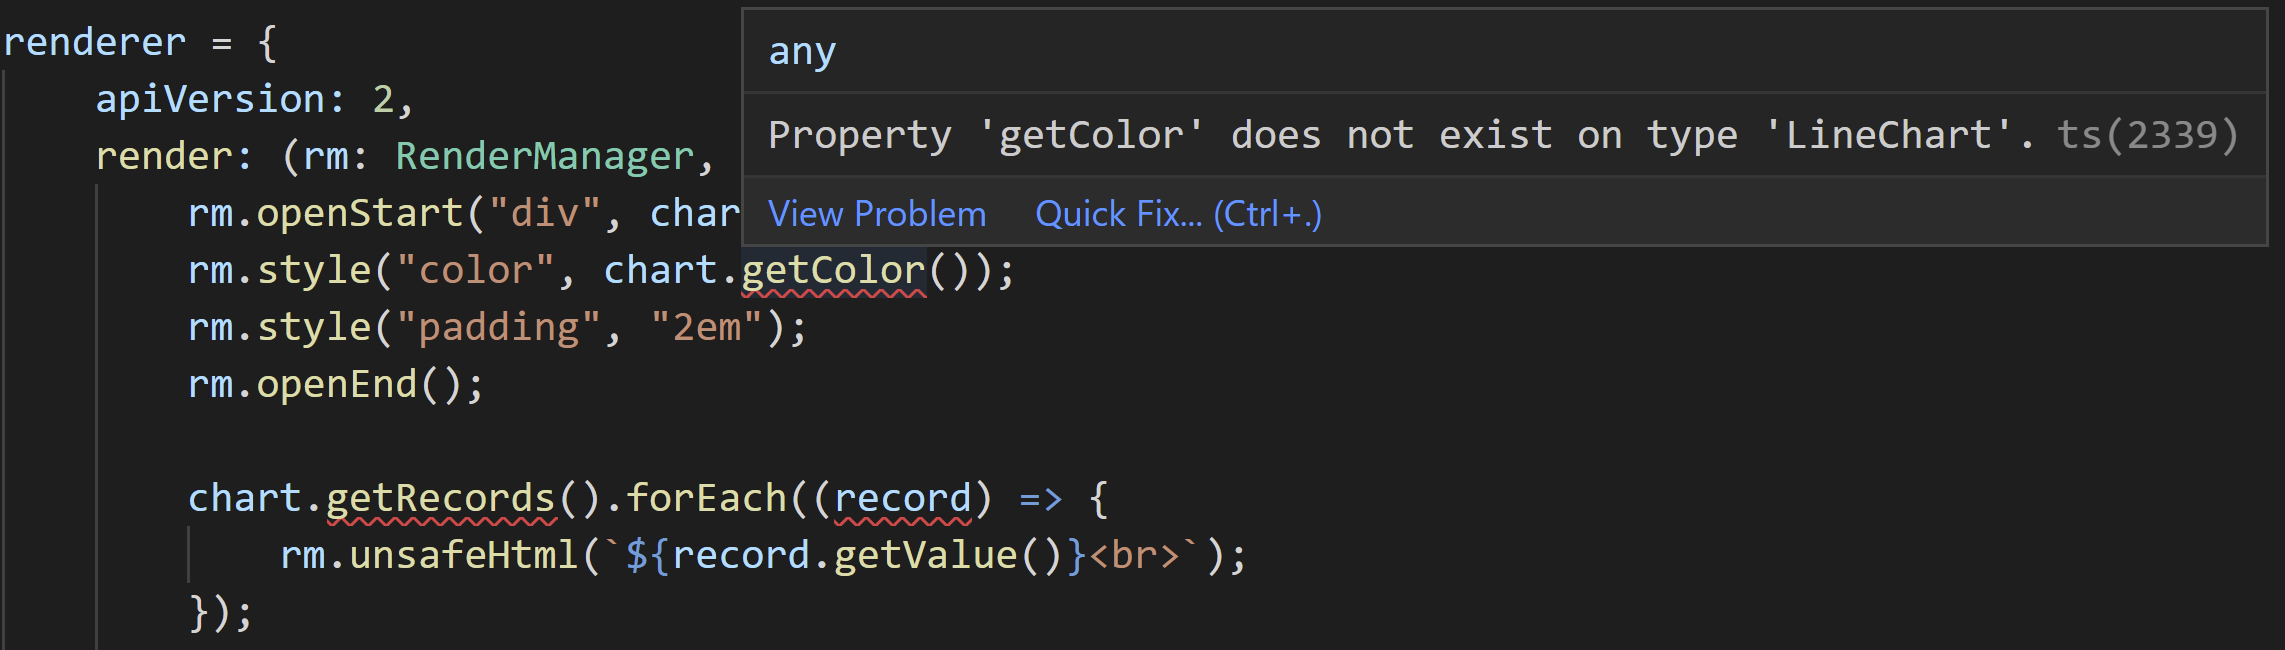 renderer = {
apiVersion: 2,
render: (rm: RenderManager,
rm.openStart("div", char
rm.style("color", chart.getColor());
rm.style("padding", "2em");
rm.openEnd();
chart.getRecords().forEach((record) => {
rm.unsafeHtml(`${record.getValue()}<br>`);
});
any
Property 'getColor' does not exist on type 'LineChart'. ts(2339)
View Problem Quick Fix... (Ctrl+.)